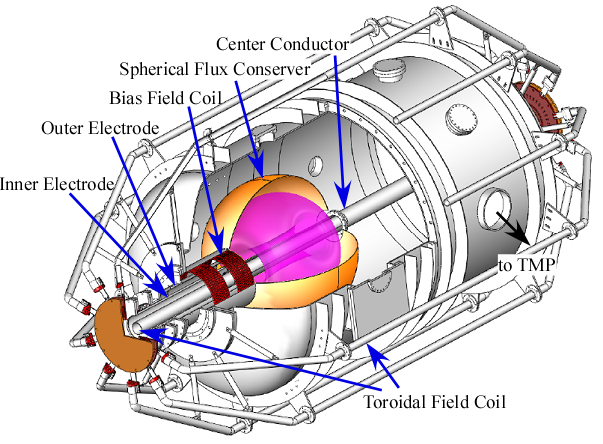 Center Conductor
Spherical Flux Conserver
Bias Field Coil
Outer Electrode
Inner Electrode
to TMP
Toroidal Field Coil